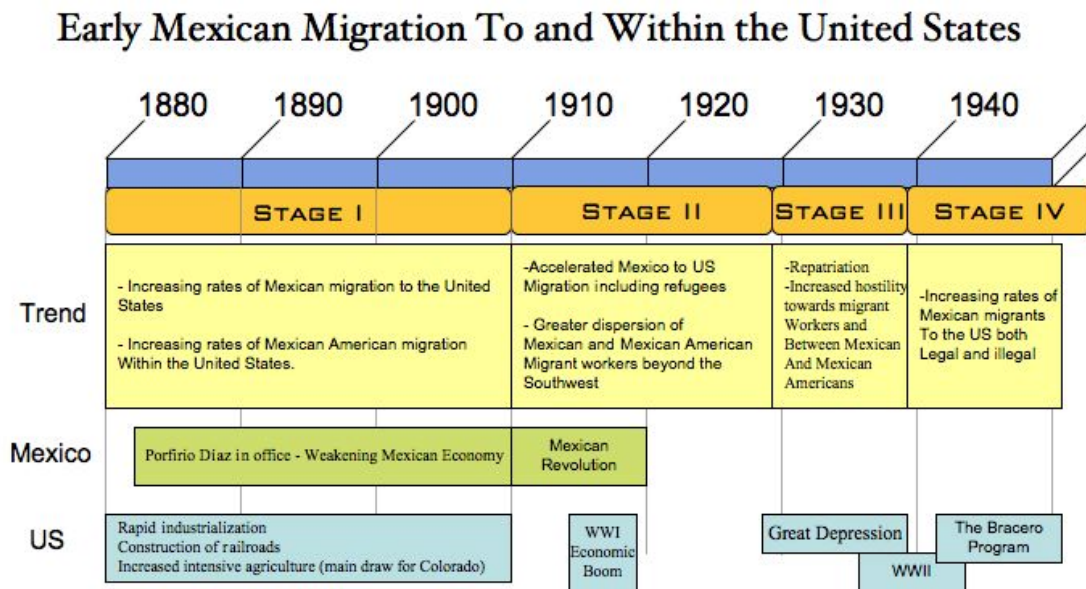 Early Mexican Migration To and Within the United States
1880
1890
1900
1910
1920
1930
1940
STAGE I
STAGE II
STAGE III
STAGE IV
Trend
- Increasing rates of Mexican migration to the United
States
- Increasing rates of Mexican American migration
Within the United States.
-Accelerated Mexico to US
Migration including refugees
- Greater dispersion of
Mexican and Mexican American
Migrant workers beyond the
Southwest
-Repatriation
-Increased hostility
towards migrant
Workers and
Between Mexican
And Mexican
Americans
-Increasing rates of
Mexican migrants
To the US both
Legal and illegal
Mexico
Porfirio Diaz in office - Weakening Mexican Economy
Mexican
Revolution
US
Rapid industrialization
Construction of railroads
Increased intensive agriculture (main draw for Colorado)
WWI
Economic
Boom
Great Depression
WWII
The Bracero
Program